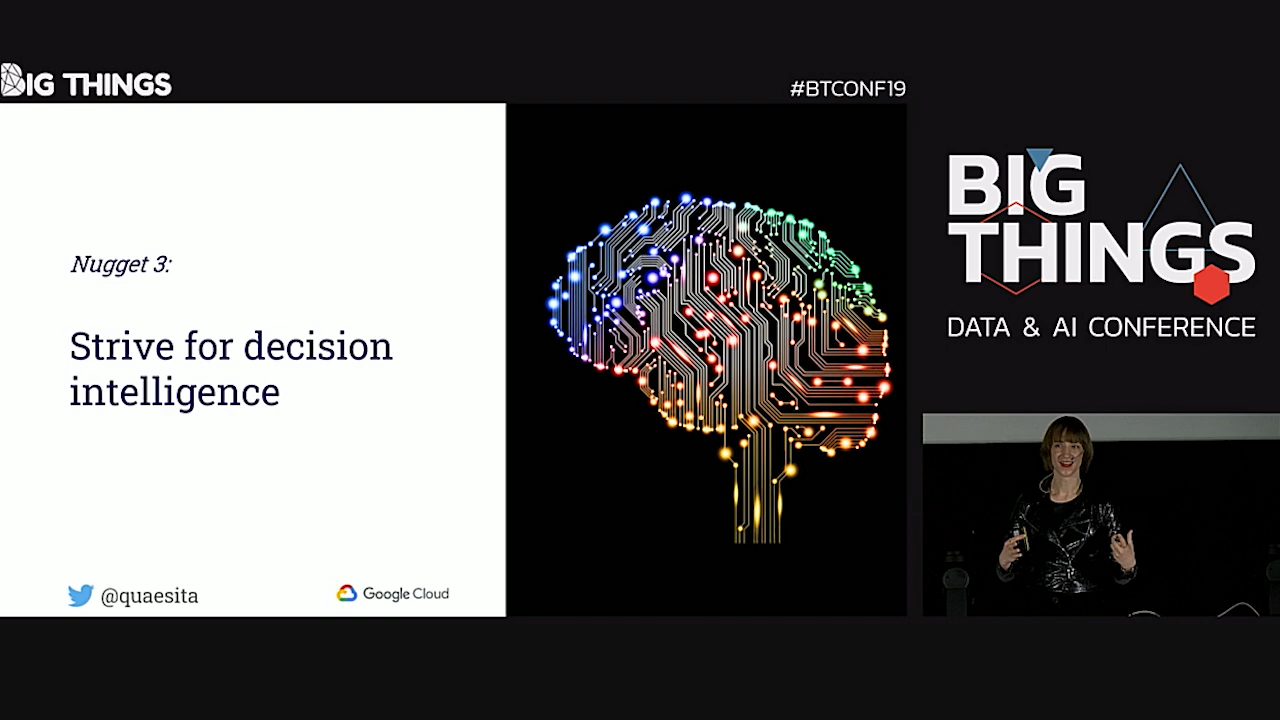 BIG THINGS
#BTCONF19
Nugget 3:
Strive for decision
intelligence
@quaesita
Google Cloud
BIG
THINGS
DATA & AI CONFERENCE